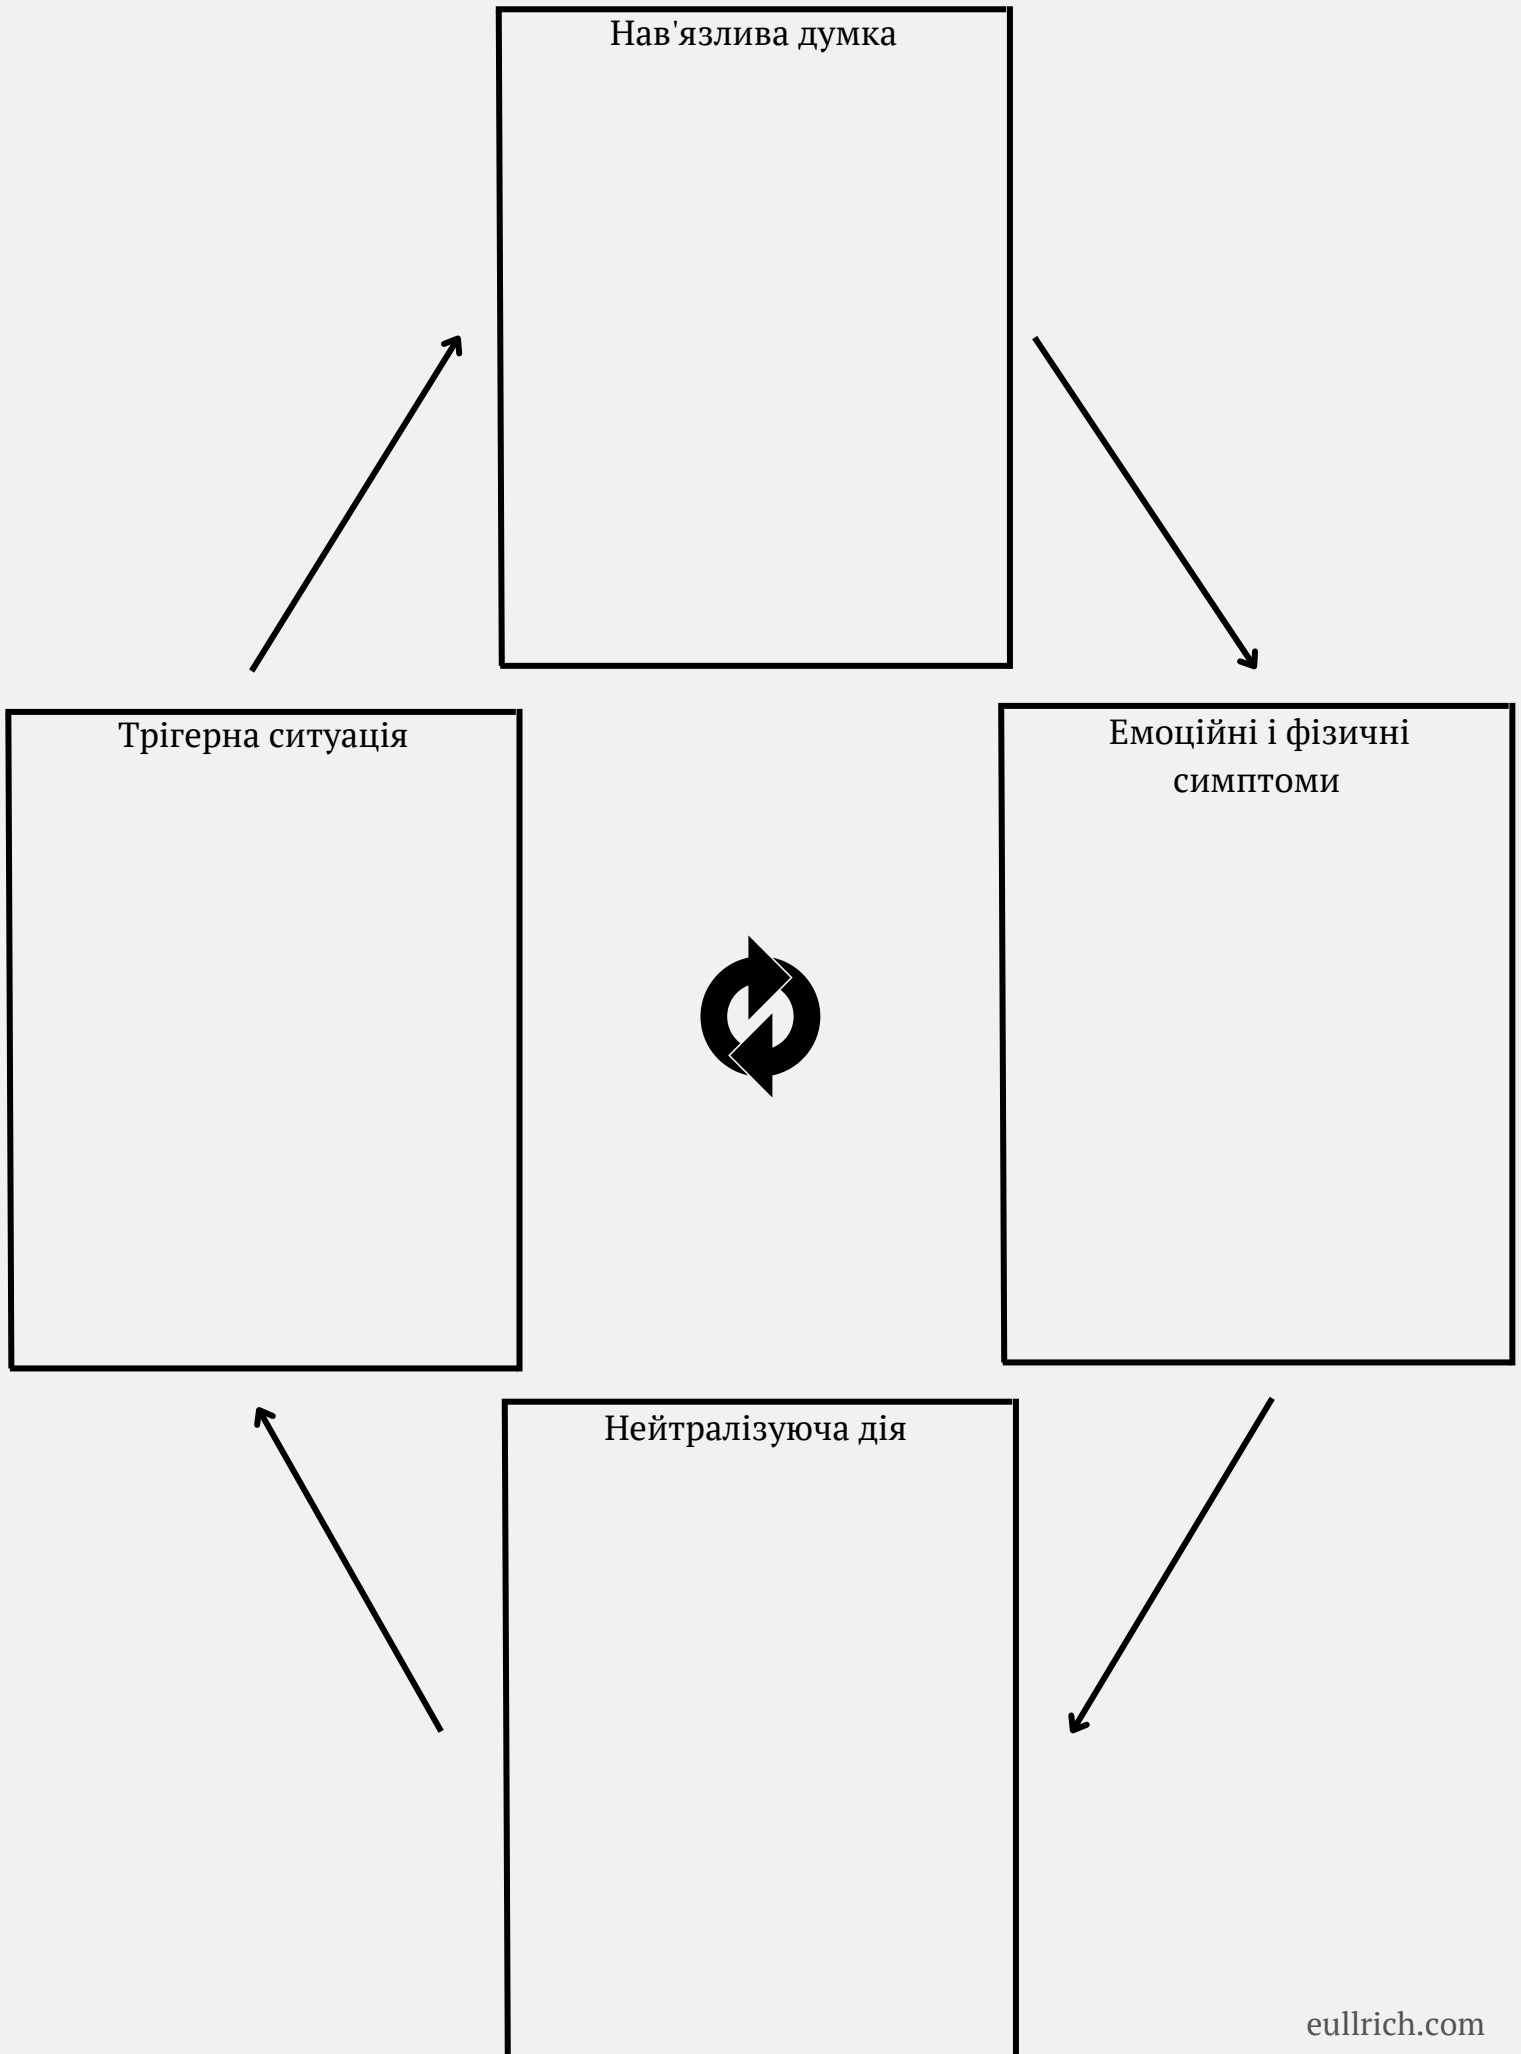 Нав'язлива думка
Трігерна ситуація
Емоційні і фізичні
симптоми
Нейтралізуюча дія
eullrich.com